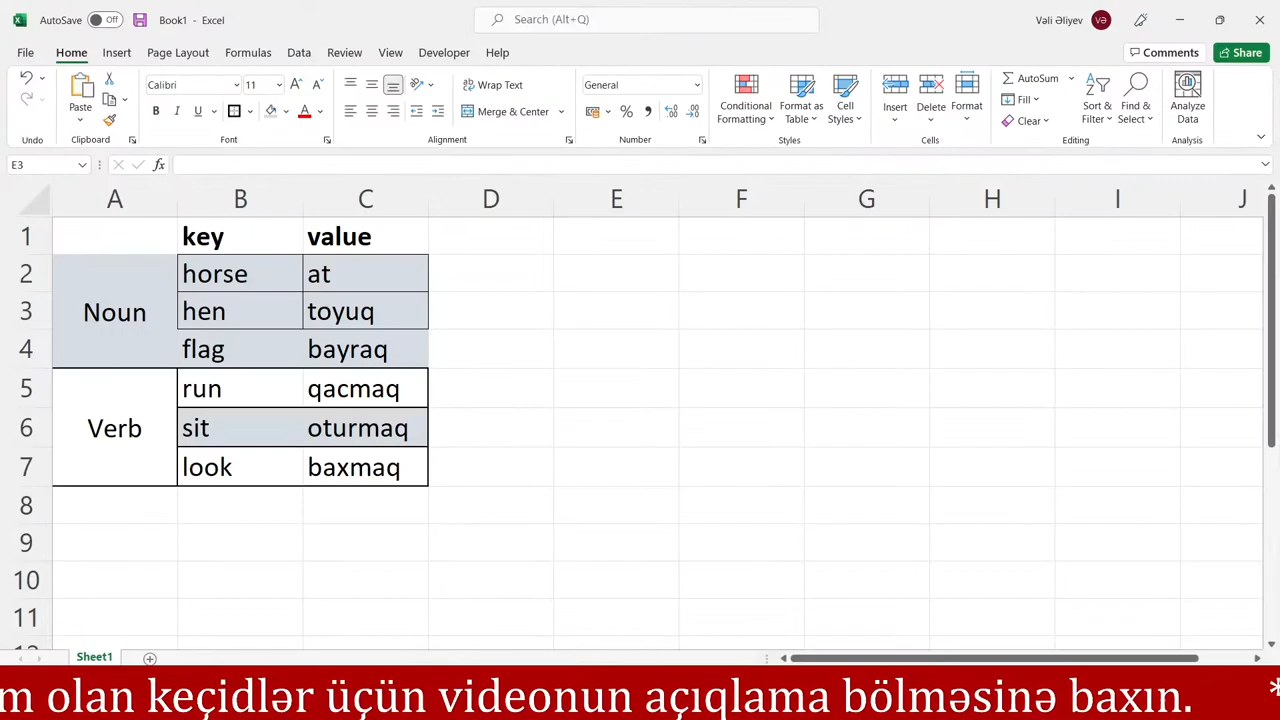 AutoSave Off Book1 - Excel Search (Alt+Q) Vəli Əliyev VƏ
File Home Insert Page Layout Formulas Data Review View Developer Help Comments Share
Paste Calibri 11 A A Wrap Text General Conditional Formatting Format as Table Cell Styles Insert Delete Format AutoSum Fill Clear Sort & Filter Find & Select Analyze Data
B I U A Merge & Center %
Undo Clipboard Font Alignment Number Styles Cells Editing Analysis
E3 fx
A B C D E F G H I J
1 key value
2 horse at
3 Noun hen toyuq
4 flag bayraq
5 run qacmaq
6 Verb sit oturmaq
7 look baxmaq
8
9
10
11
Sheet1
m olan keçidlər üçün videonun açıqlama bölməsinə baxın. *